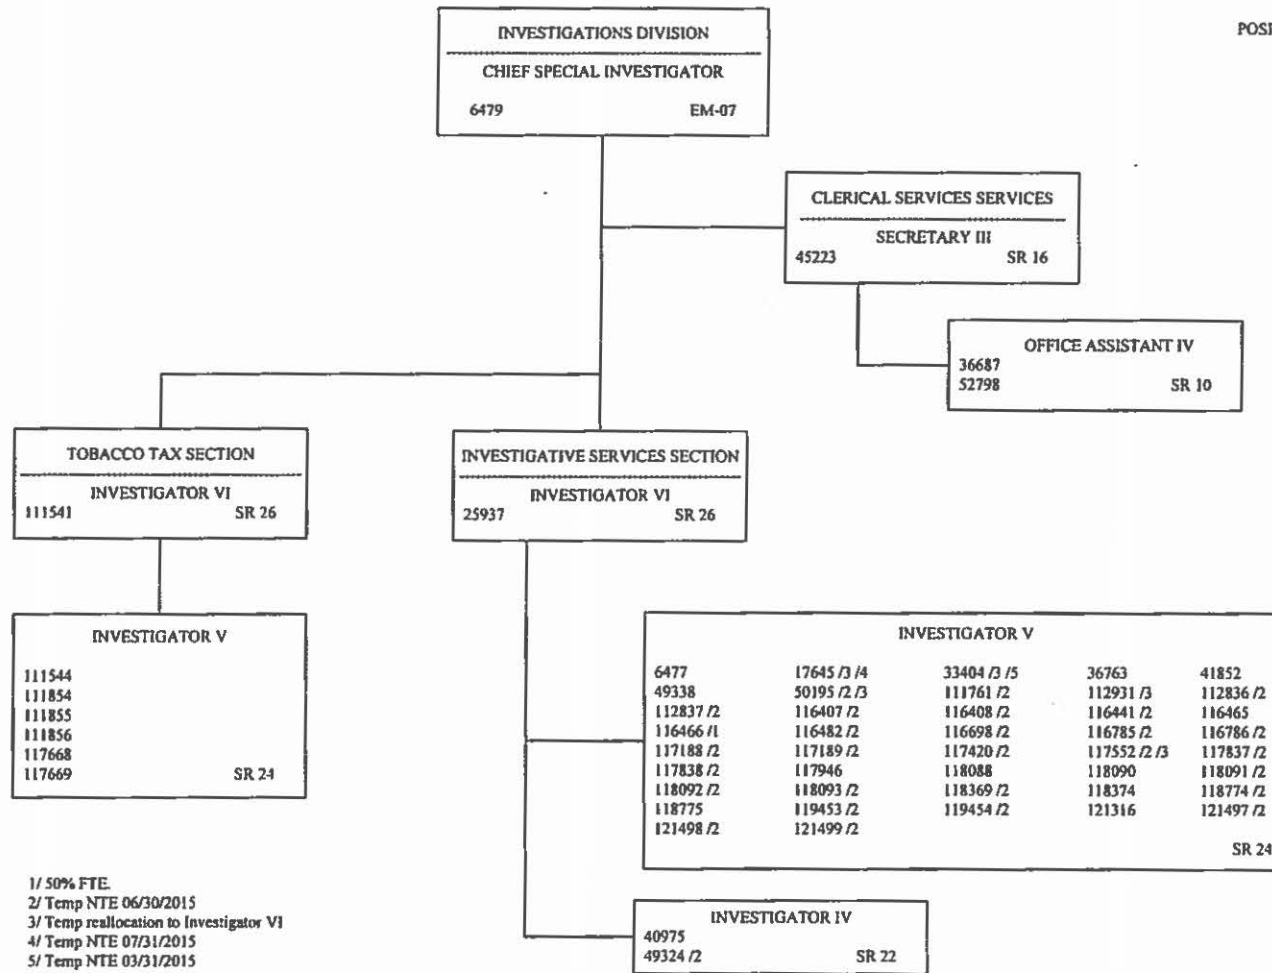 POSI
INVESTIGATIONS DIVISION
CHIEF SPECIAL INVESTIGATOR
6479 EM-07
CLERICAL SERVICES SERVICES
SECRETARY III
45223 SR 16
OFFICE ASSISTANT IV
36687
52798 SR 10
TOBACCO TAX SECTION
INVESTIGATOR VI
111541 SR 26
INVESTIGATIVE SERVICES SECTION
INVESTIGATOR VI
25937 SR 26
INVESTIGATOR V
111544
111854
111855
111856
117668
117669 SR 24
INVESTIGATOR V
6477 17645 /3 /4 33404 /3 /5 36763 41852
49338 50195 /2 /3 111761 /2 112931 /3 112836 /2
112837 /2 116407 /2 116408 /2 116441 /2 116465
116466 /1 116482 /2 116698 /2 116785 /2 116786 /2
117188 /2 117189 /2 117420 /2 117552 /2 /3 117837 /2
117838 /2 117946 118088 118090 118091 /2
118092 /2 118093 /2 118369 /2 118374 118774 /2
118775 119453 /2 119454 /2 121316 121497 /2
121498 /2 121499 /2
SR 24
INVESTIGATOR IV
40975
49324 /2 SR 22
1/ 50% FTE.
2/ Temp NTE 06/30/2015
3/ Temp reallocation to Investigator VI
4/ Temp NTE 07/31/2015
5/ Temp NTE 03/31/2015